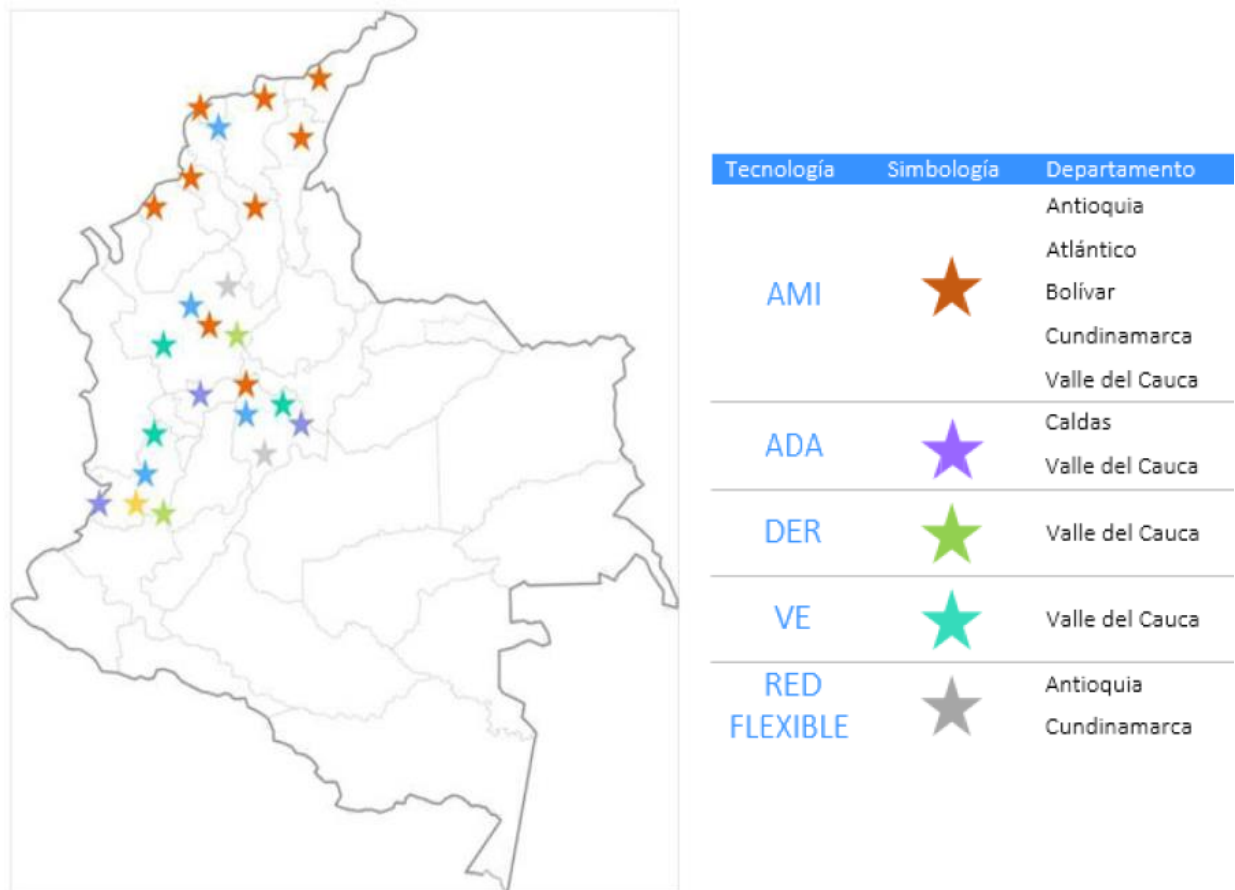 Tecnología Simbología Departamento
AMI
Antioquia
Atlántico
Bolívar
Cundinamarca
Valle del Cauca
ADA
Caldas
Valle del Cauca
DER
Valle del Cauca
VE
Valle del Cauca
RED
FLEXIBLE
Antioquia
Cundinamarca